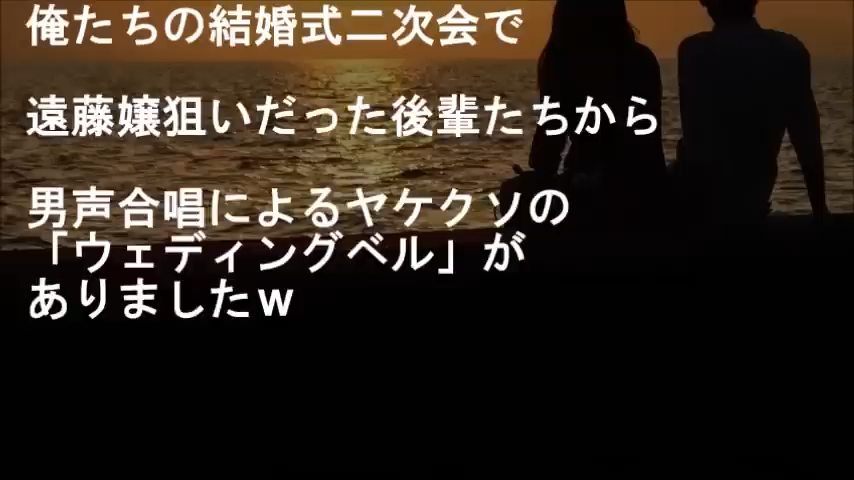 俺たちの結婚式二次会で
遠藤嬢狙いだった後輩たちから
男声合唱によるヤケクソの
「ウェディングベル」が
ありましたｗ